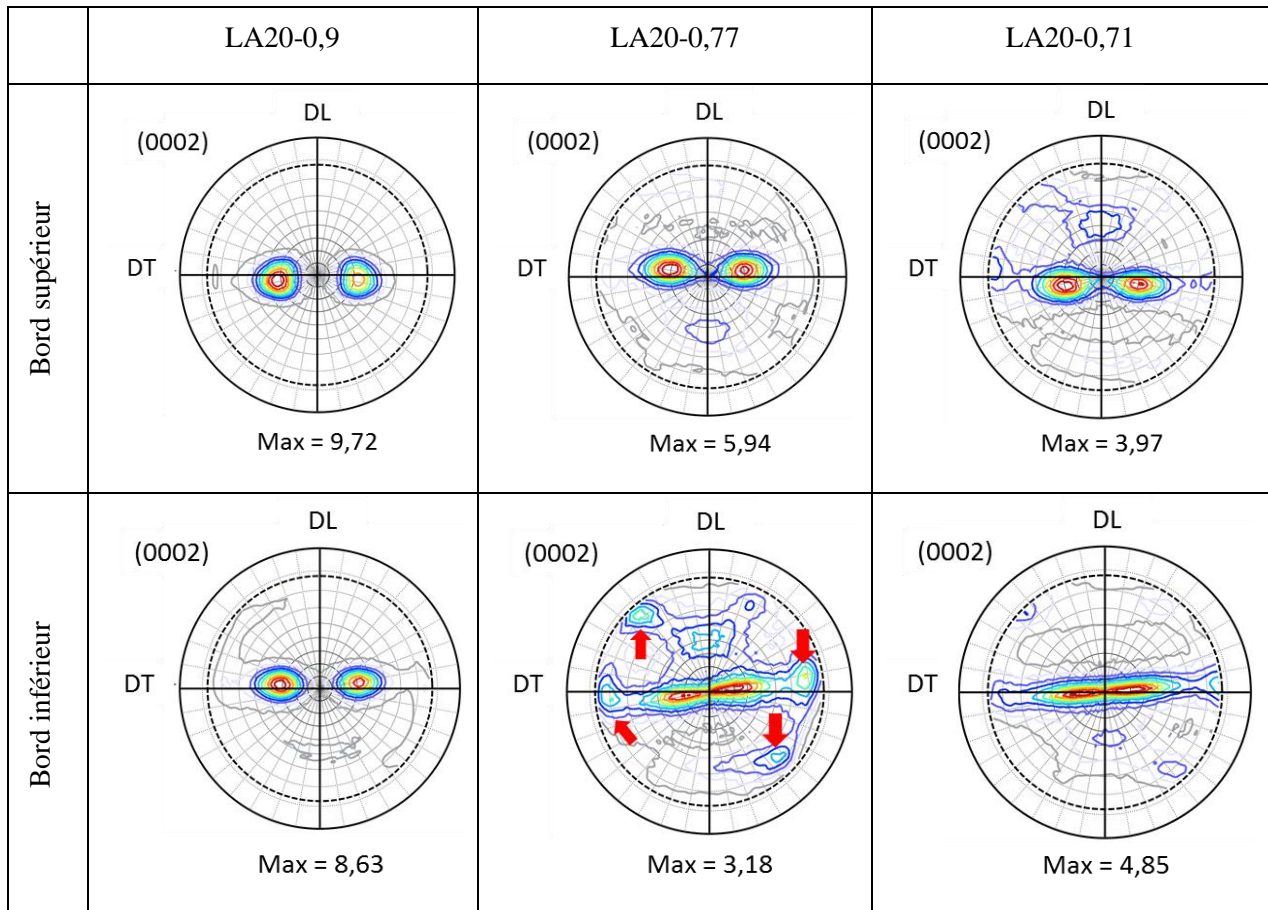 LA20-0,9
LA20-0,77
LA20-0,71
Bord supérieur
DL
(0002)
DT
Max = 9,72
DL
(0002)
DT
Max = 5,94
DL
(0002)
DT
Max = 3,97
Bord inférieur
DL
(0002)
DT
Max = 8,63
DL
(0002)
DT
Max = 3,18
DL
(0002)
DT
Max = 4,85